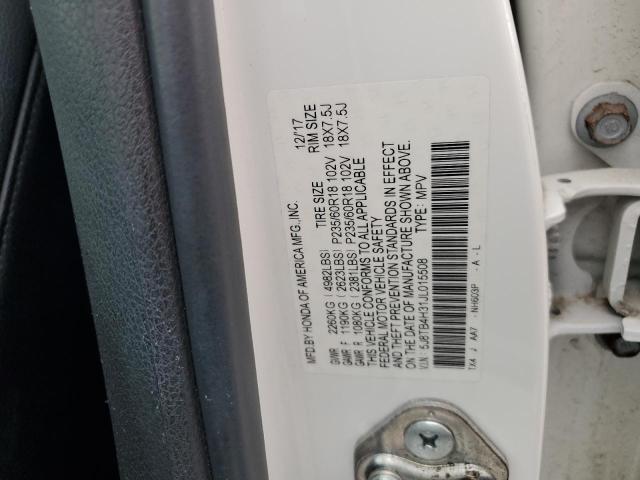 MFD.BY HONDA OF AMERICA MFG.,INC. 12/'17
TIRE SIZE RIM SIZE
GVWR 2260KG ( 4982LBS) P235/60R18 102V 18X7.5J
GAWR F 1190KG ( 2623LBS) P235/60R18 102V 18X7.5J
GAWR R 1080KG ( 2381LBS)
THIS VEHICLE CONFORMS TO ALL APPLICABLE
FEDERAL MOTOR VEHICLE SAFETY
AND THEFT PREVENTION STANDARDS IN EFFECT
ON THE DATE OF MANUFACTURE SHOWN ABOVE.
V.I.N. : 5J8TB4H31JL015508 TYPE: MPV
TX4 J AA7 - NH603P - A - L